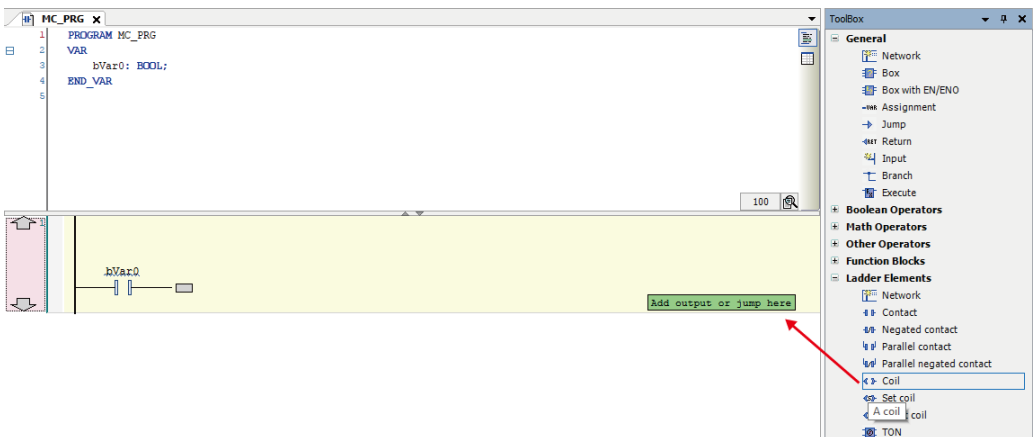 MC_PRG
1 PROGRAM MC_PRG
2 VAR
3 bVar0: BOOL;
4 END_VAR
5
100
1
bVar0
Add output or jump here
ToolBox
General
Network
Box
Box with EN/ENO
Assignment
Jump
Return
Input
Branch
Execute
Boolean Operators
Math Operators
Other Operators
Function Blocks
Ladder Elements
Network
Contact
Negated contact
Parallel contact
Parallel negated contact
Coil
Set coil
A coil
coil
TON